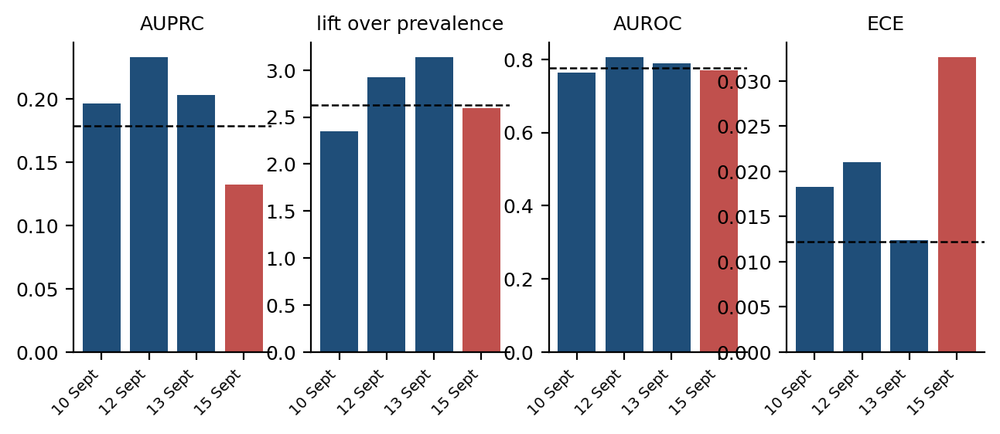 AUPRC
0.20
0.15
0.10
0.05
0.00
10 Sept
12 Sept
13 Sept
15 Sept
lift over prevalence
3.0
2.5
2.0
1.5
1.0
0.5
0.0
10 Sept
12 Sept
13 Sept
15 Sept
AUROC
0.8
0.6
0.4
0.2
0.0
10 Sept
12 Sept
13 Sept
15 Sept
ECE
0.030
0.025
0.020
0.015
0.010
0.005
0.000
10 Sept
12 Sept
13 Sept
15 Sept